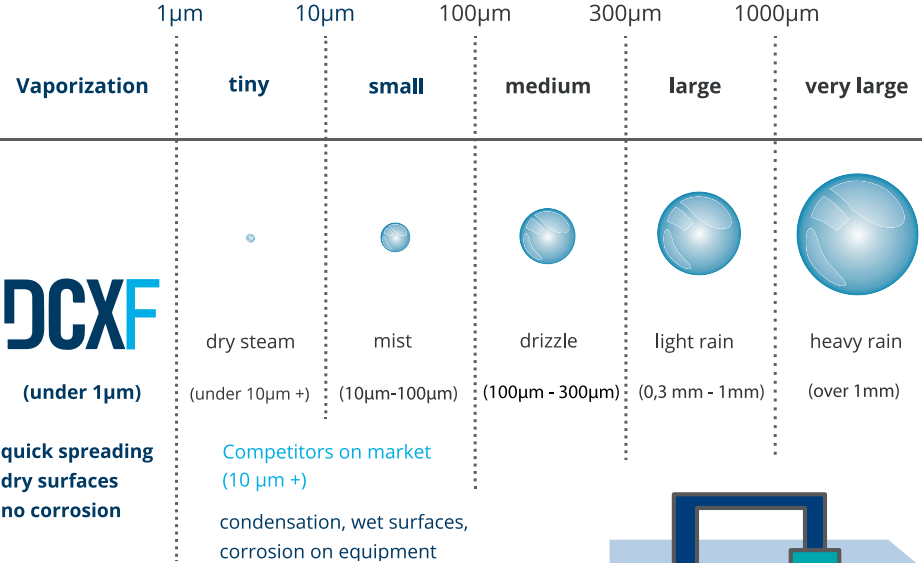 1µm 10µm 100µm 300µm 1000µm
Vaporization tiny small medium large very large
DCXF
dry steam mist drizzle light rain heavy rain
(under 1µm) (under 10µm +) (10µm-100µm) (100µm - 300µm) (0,3 mm - 1mm) (over 1mm)
quick spreading
dry surfaces
no corrosion
Competitors on market
(10 µm +)
condensation, wet surfaces,
corrosion on equipment